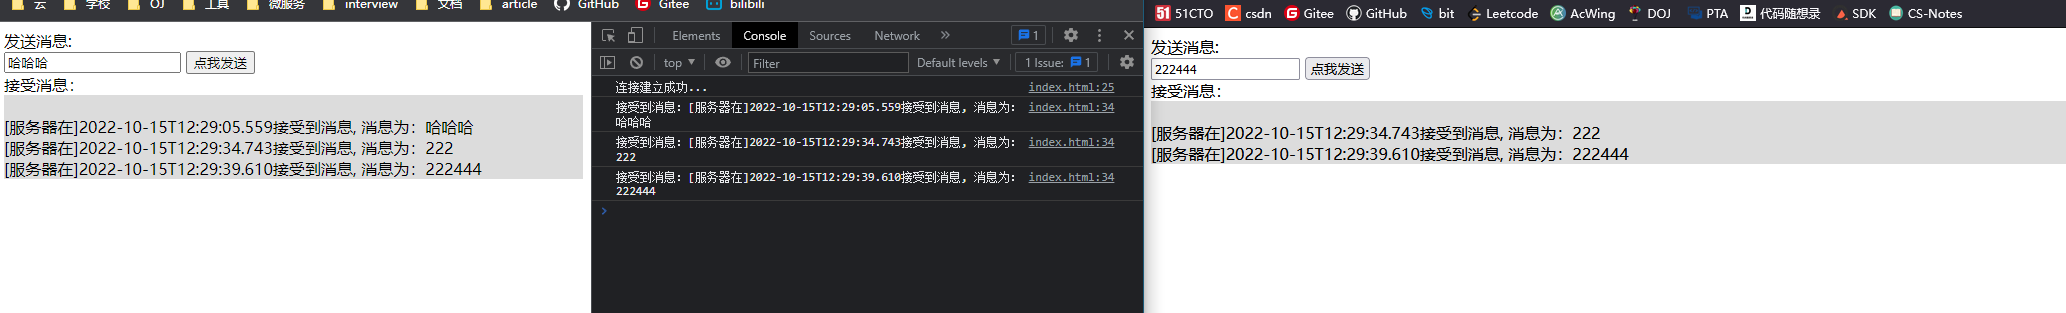 云 学校 OJ 工具 微服务 interview 文档 article GitHub Gitee bilibili
发送消息:
哈哈哈 点我发送
接受消息：
[服务器在]2022-10-15T12:29:05.559接受到消息, 消息为：哈哈哈
[服务器在]2022-10-15T12:29:34.743接受到消息, 消息为：222
[服务器在]2022-10-15T12:29:39.610接受到消息, 消息为：222444
Elements Console Sources Network » 1
top Filter Default levels 1 Issue: 1
连接建立成功... index.html:25
接受到消息：[服务器在]2022-10-15T12:29:05.559接受到消息, 消息为： index.html:34
哈哈哈
接受到消息：[服务器在]2022-10-15T12:29:34.743接受到消息, 消息为： index.html:34
222
接受到消息：[服务器在]2022-10-15T12:29:39.610接受到消息, 消息为： index.html:34
222444
51 51CTO C csdn G Gitee GitHub bit Leetcode AcWing DOJ PTA 代码随想录 SDK CS-Notes
发送消息:
222444 点我发送
接受消息：
[服务器在]2022-10-15T12:29:34.743接受到消息, 消息为：222
[服务器在]2022-10-15T12:29:39.610接受到消息, 消息为：222444